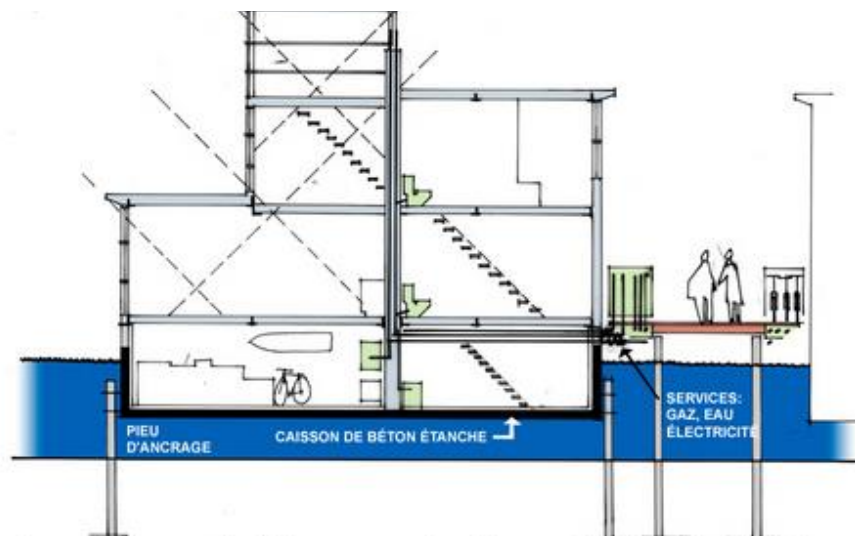 SERVICES:
GAZ, EAU
ÉLECTRICITÉ
PIEU
D'ANCRAGE
CAISSON DE BÉTON ÉTANCHE